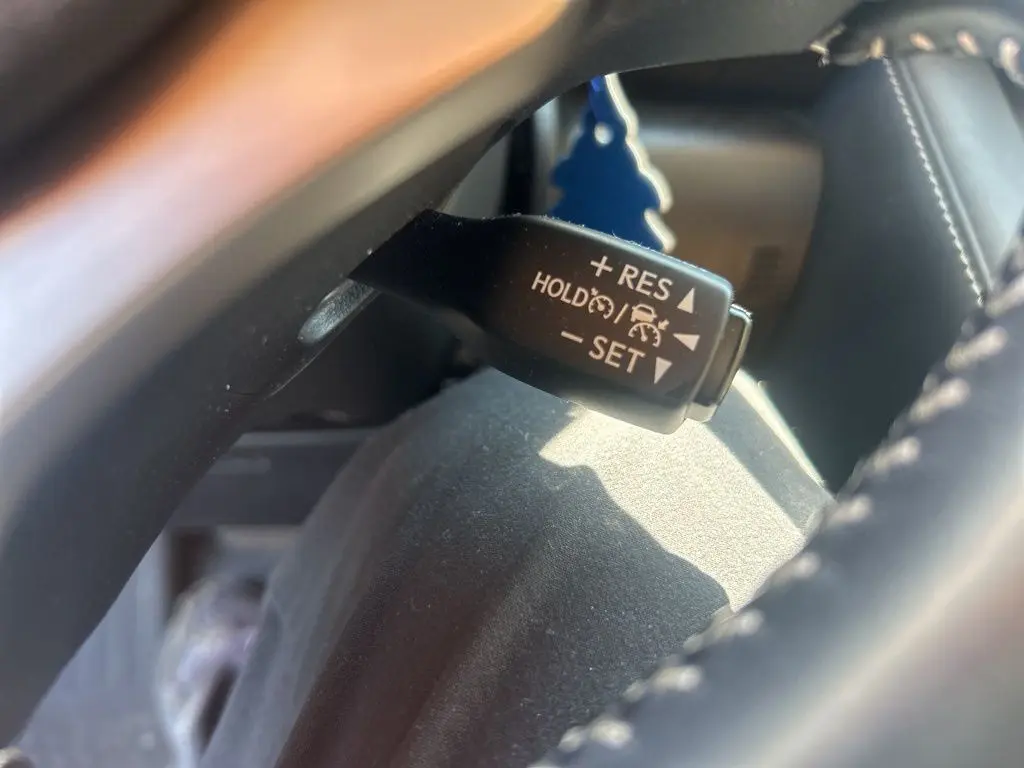 + RES ▲
HOLD / ◀
− SET ▼